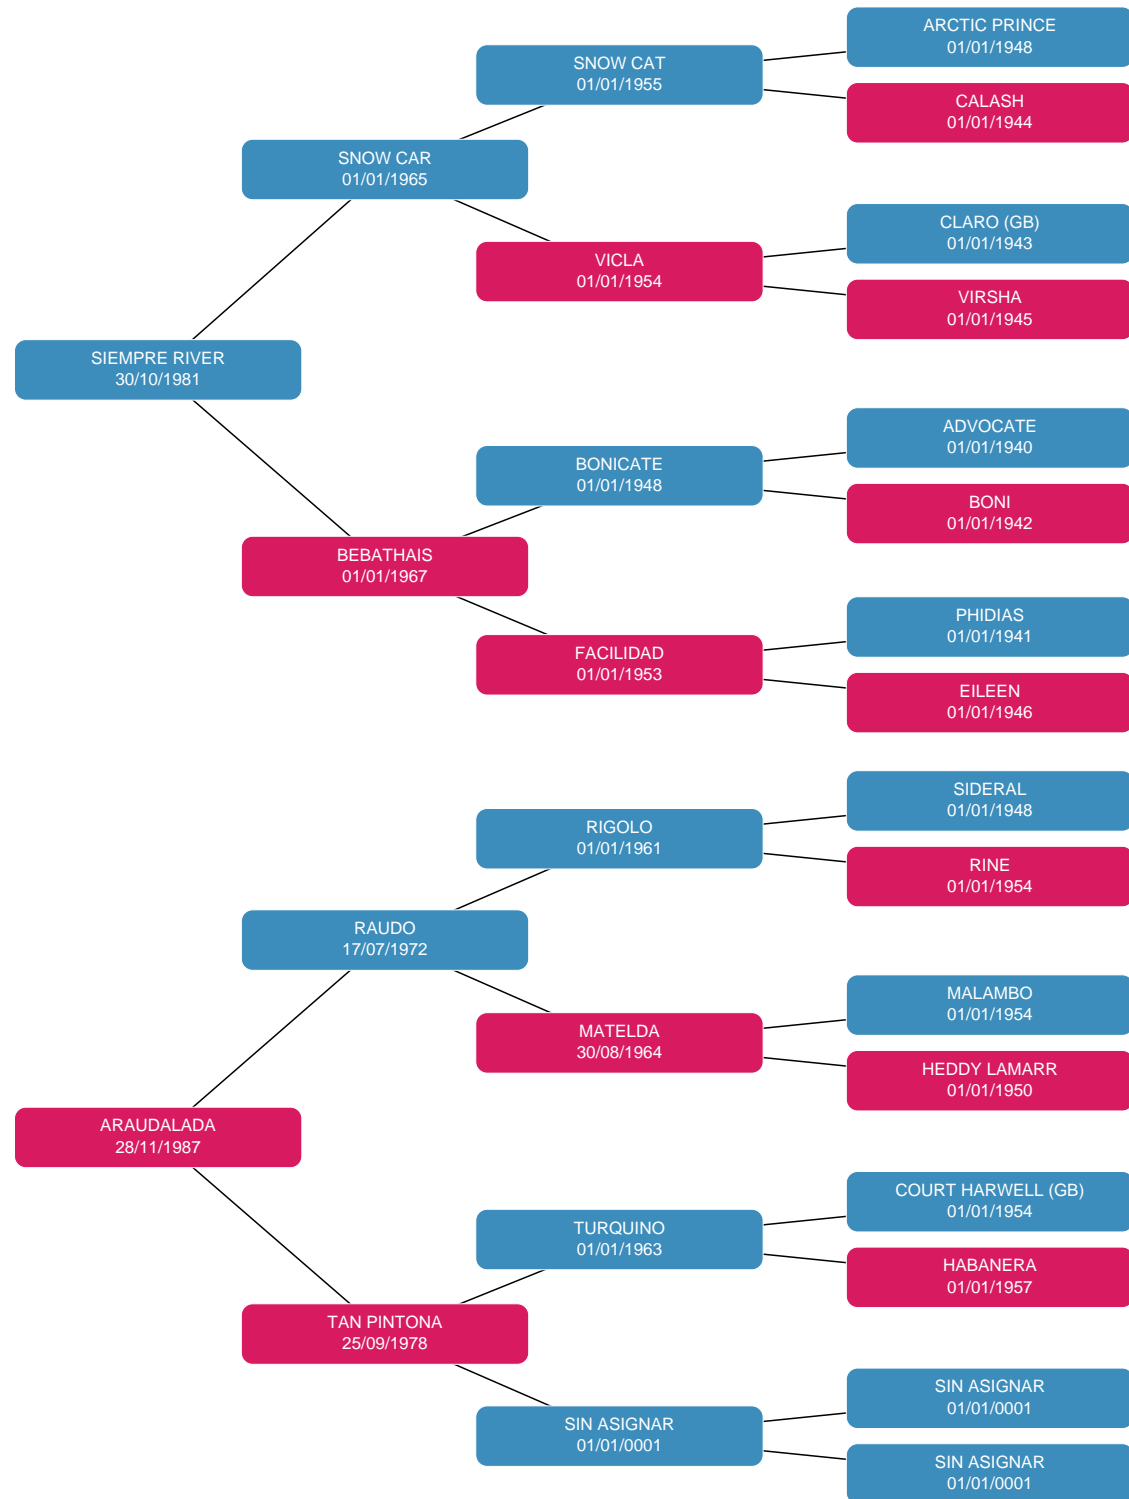 ARCTIC PRINCE
01/01/1948
SNOW CAT
01/01/1955
CALASH
01/01/1944
SNOW CAR
01/01/1965
CLARO (GB)
01/01/1943
VICLA
01/01/1954
VIRSHA
01/01/1945
SIEMPRE RIVER
30/10/1981
ADVOCATE
01/01/1940
BONICATE
01/01/1948
BONI
01/01/1942
BEBATHAIS
01/01/1967
PHIDIAS
01/01/1941
FACILIDAD
01/01/1953
EILEEN
01/01/1946
SIDERAL
01/01/1948
RIGOLO
01/01/1961
RINE
01/01/1954
RAUDO
17/07/1972
MALAMBO
01/01/1954
MATELDA
30/08/1964
HEDDY LAMARR
01/01/1950
ARAUDALADA
28/11/1987
COURT HARWELL (GB)
01/01/1954
TURQUINO
01/01/1963
HABANERA
01/01/1957
TAN PINTONA
25/09/1978
SIN ASIGNAR
01/01/0001
SIN ASIGNAR
01/01/0001
SIN ASIGNAR
01/01/0001